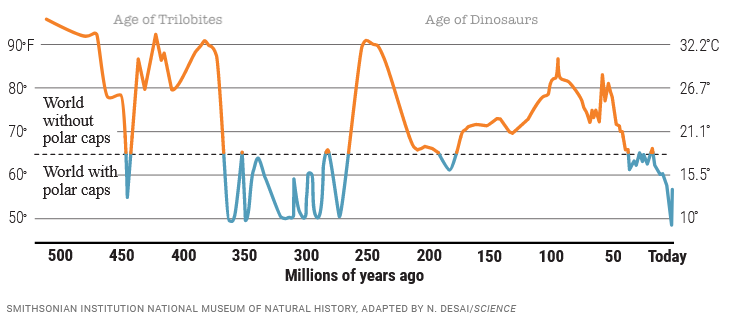 Age of Trilobites Age of Dinosaurs
90°F 32.2°C
80° 26.7°
World
without
polar caps
70° 21.1°
World with
polar caps
60° 15.5°
50° 10°
500 450 400 350 300 250 200 150 100 50 Today
Millions of years ago
SMITHSONIAN INSTITUTION NATIONAL MUSEUM OF NATURAL HISTORY, ADAPTED BY N. DESAI/SCIENCE